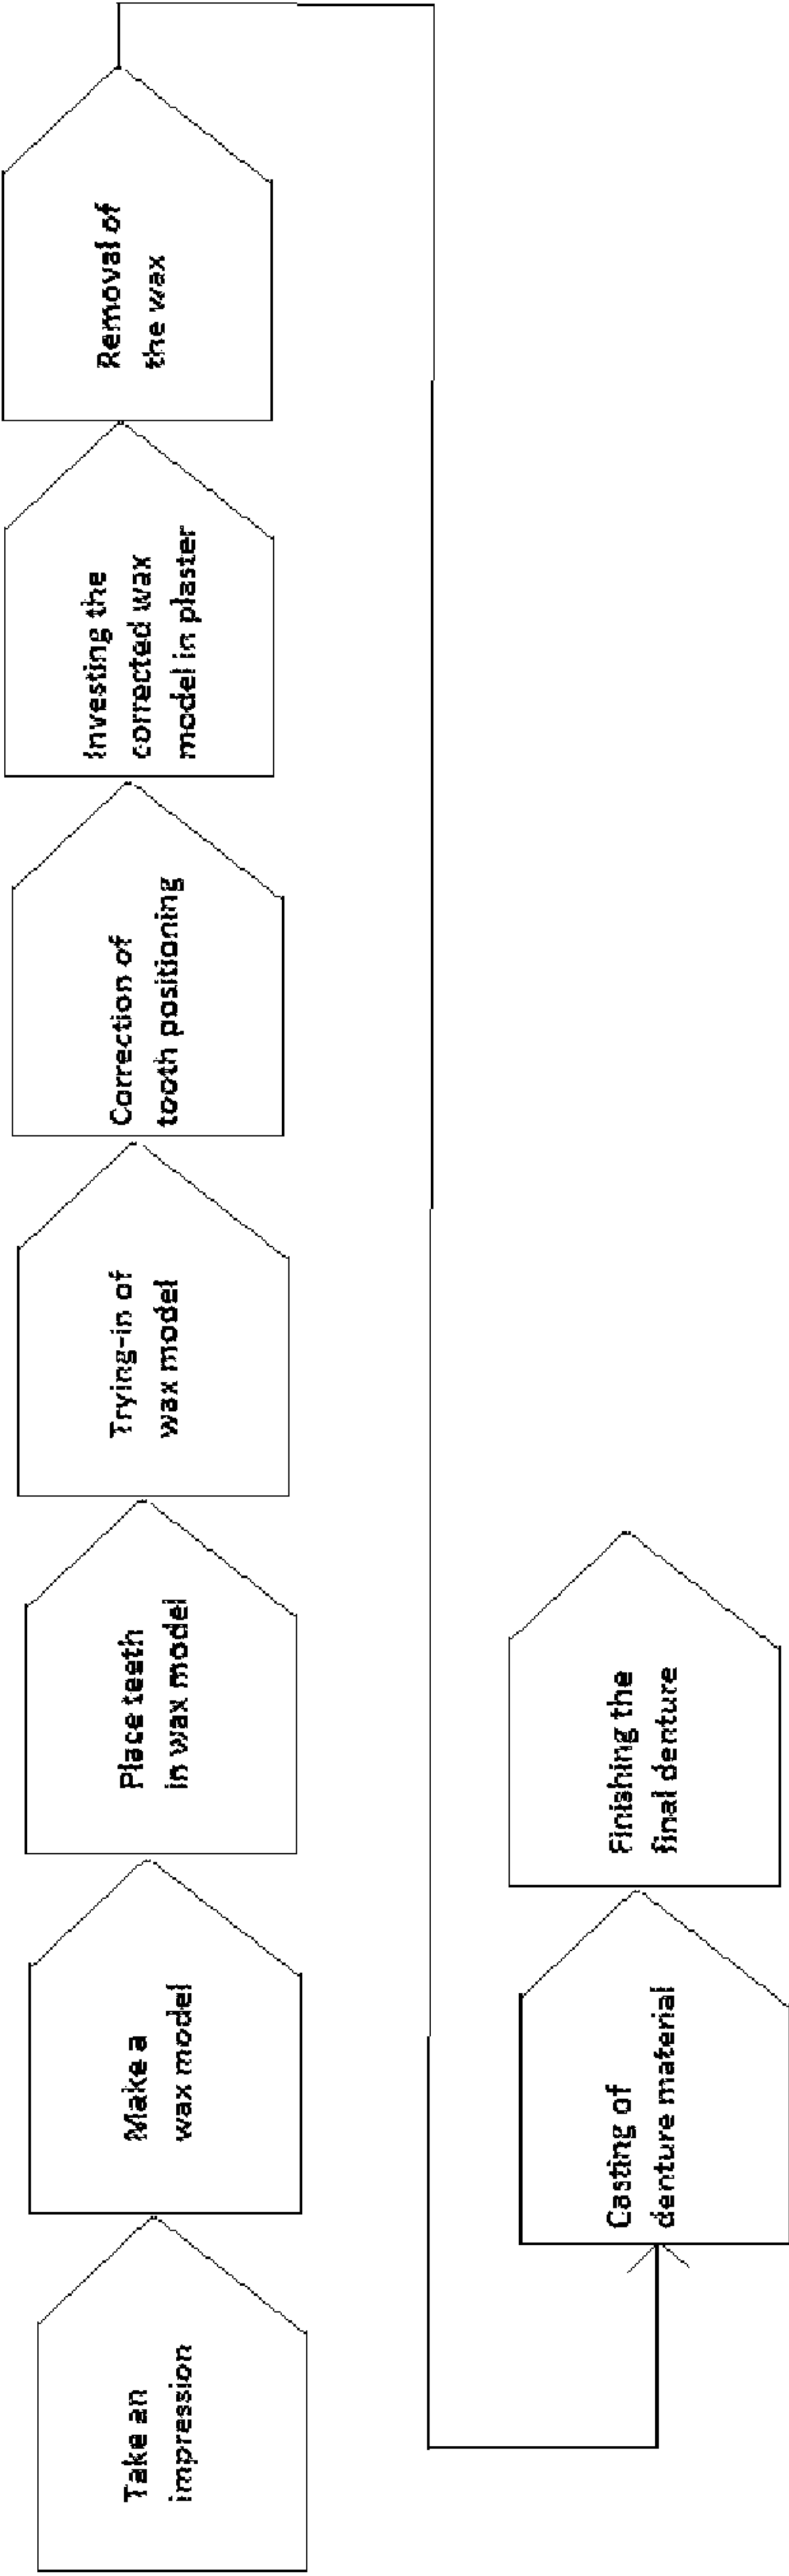 Take an
impression
Make a
wax model
Place teeth
in wax model
Trying-in of
wax model
Correction of
tooth positioning
Investing the
corrected wax
model in plaster
Removal of
the wax
Casting of
denture material
Finishing the
final denture